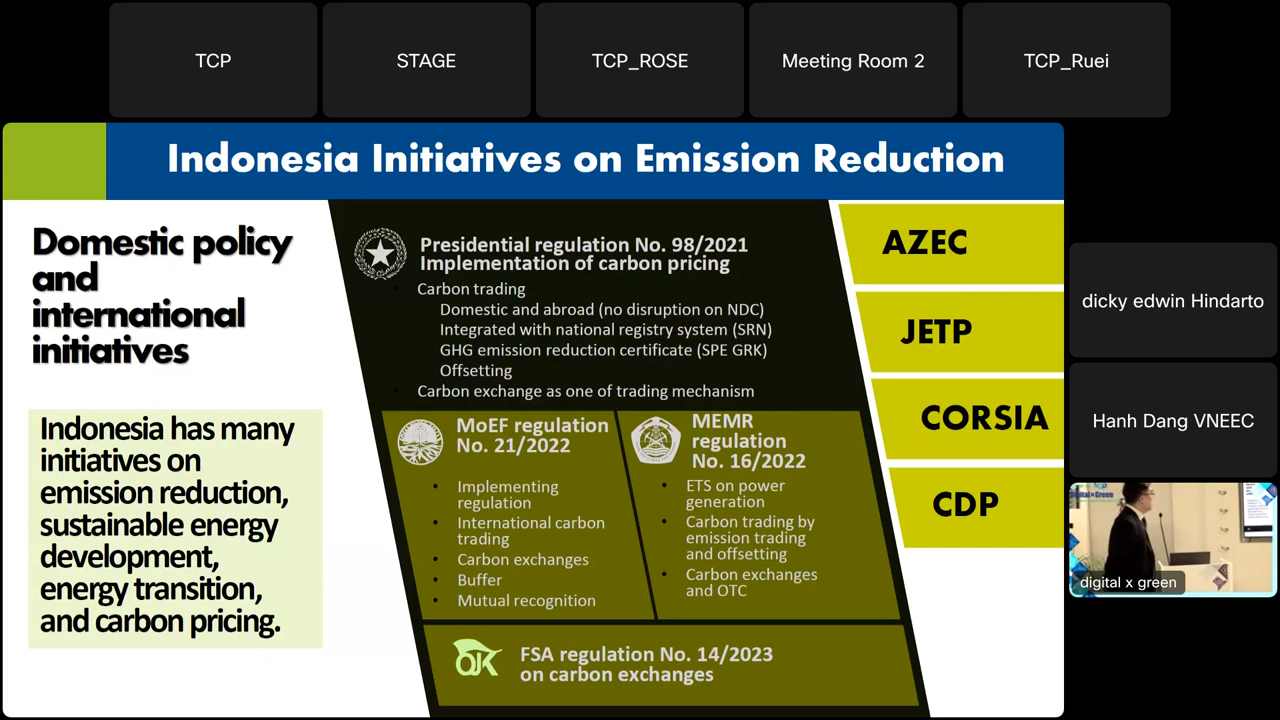 TCP
STAGE
TCP_ROSE
Meeting Room 2
TCP_Ruei
Indonesia Initiatives on Emission Reduction
Domestic policy
and
international
initiatives
Indonesia has many
initiatives on
emission reduction,
sustainable energy
development,
energy transition,
and carbon pricing.
Presidential regulation No. 98/2021
Implementation of carbon pricing
Carbon trading
Domestic and abroad (no disruption on NDC)
Integrated with national registry system (SRN)
GHG emission reduction certificate (SPE GRK)
Offsetting
Carbon exchange as one of trading mechanism
MoEF regulation
No. 21/2022
• Implementing
regulation
• International carbon
trading
• Carbon exchanges
• Buffer
• Mutual recognition
MEMR
regulation
No. 16/2022
• ETS on power
generation
• Carbon trading by
emission trading
and offsetting
• Carbon exchanges
and OTC
OJK
FSA regulation No. 14/2023
on carbon exchanges
AZEC
JETP
CORSIA
CDP
dicky edwin Hindarto
Hanh Dang VNEEC
digital x green